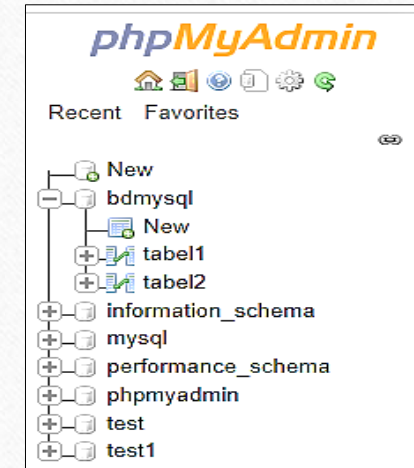 phpMyAdmin
Recent Favorites
New
bdmysql
New
tabel1
tabel2
information_schema
mysql
performance_schema
phpmyadmin
test
test1